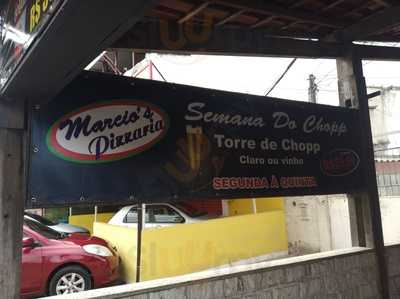 Marcio's
Pizzaria
Semana Do Chopp
Torre de Chopp
Claro ou vinho
SEGUNDA À QUINTA